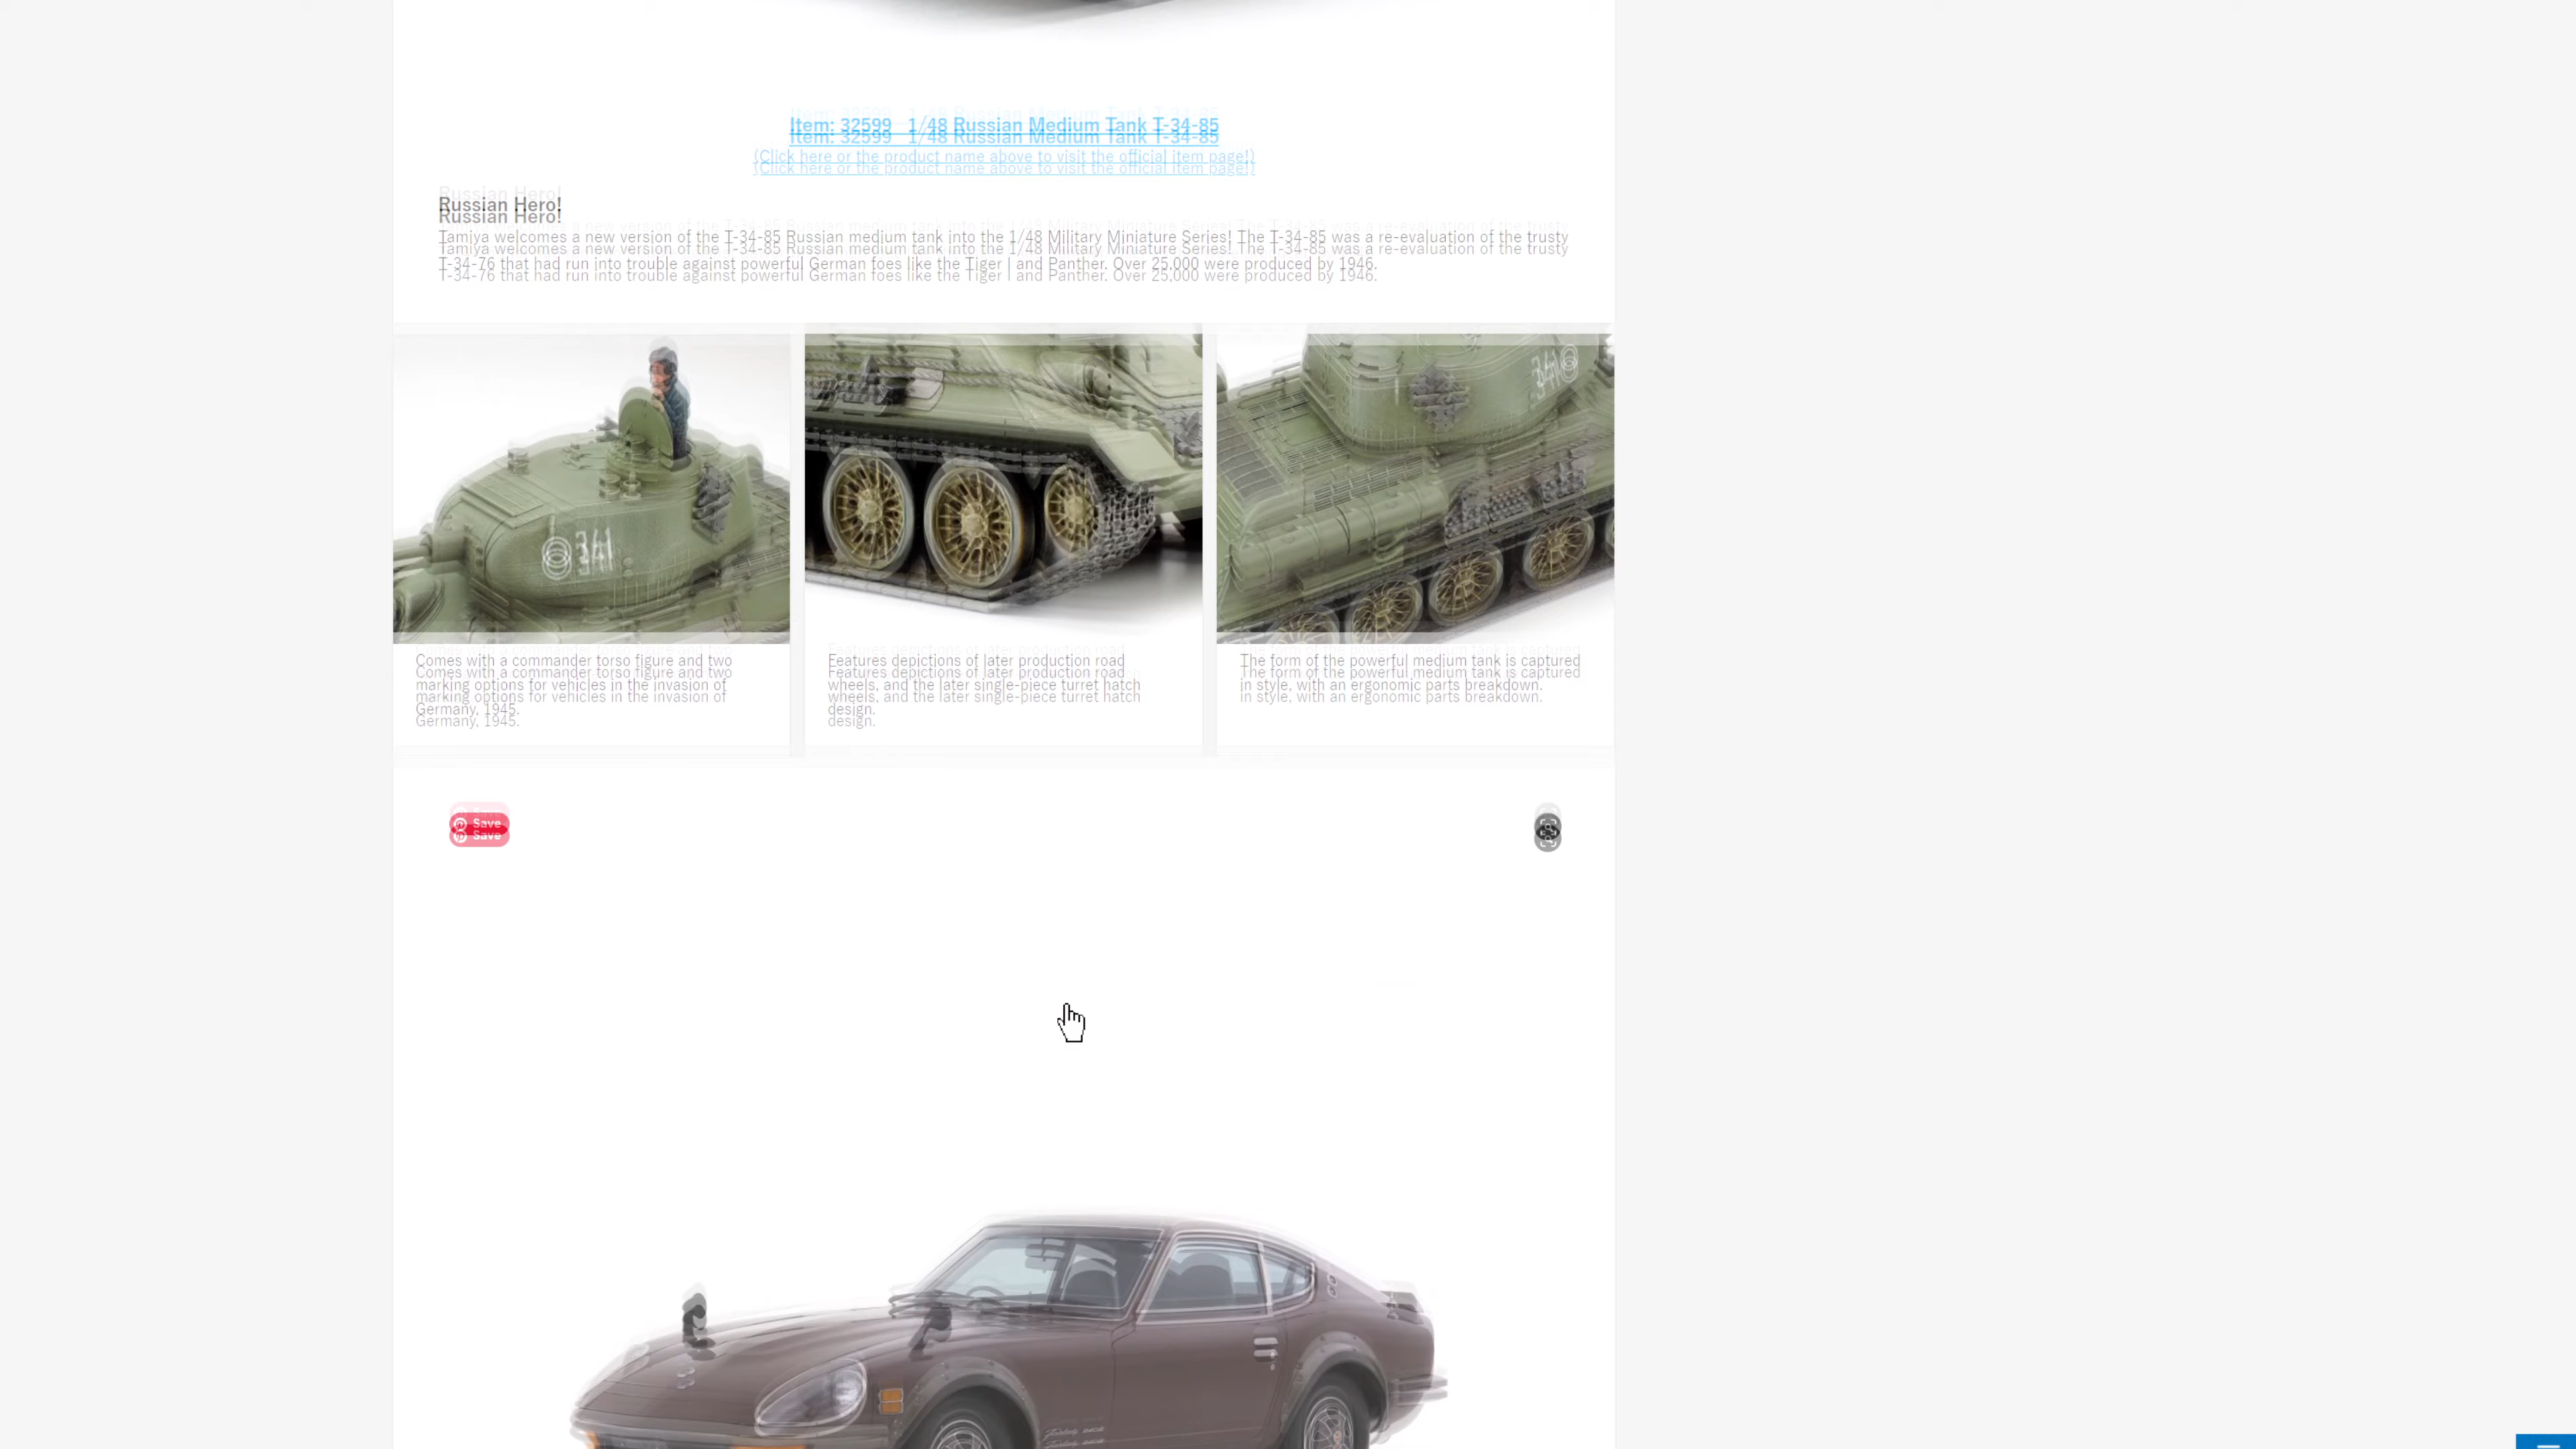 Item: 32599 1/48 Russian Medium Tank T-34-85
(Click here or the product name above to visit the official item page!)
Russian Hero!
Tamiya welcomes a new version of the T-34-85 Russian medium tank into the 1/48 Military Miniature Series! The T-34-85 was a re-evaluation of the trusty
T-34-76 that had run into trouble against powerful German foes like the Tiger I and Panther. Over 25,000 were produced by 1946.
341
341
Comes with a commander torso figure and two
marking options for vehicles in the invasion of
Germany, 1945.
Features depictions of later production road
wheels, and the later single-piece turret hatch
design.
The form of the powerful medium tank is captured
in style, with an ergonomic parts breakdown.
Save